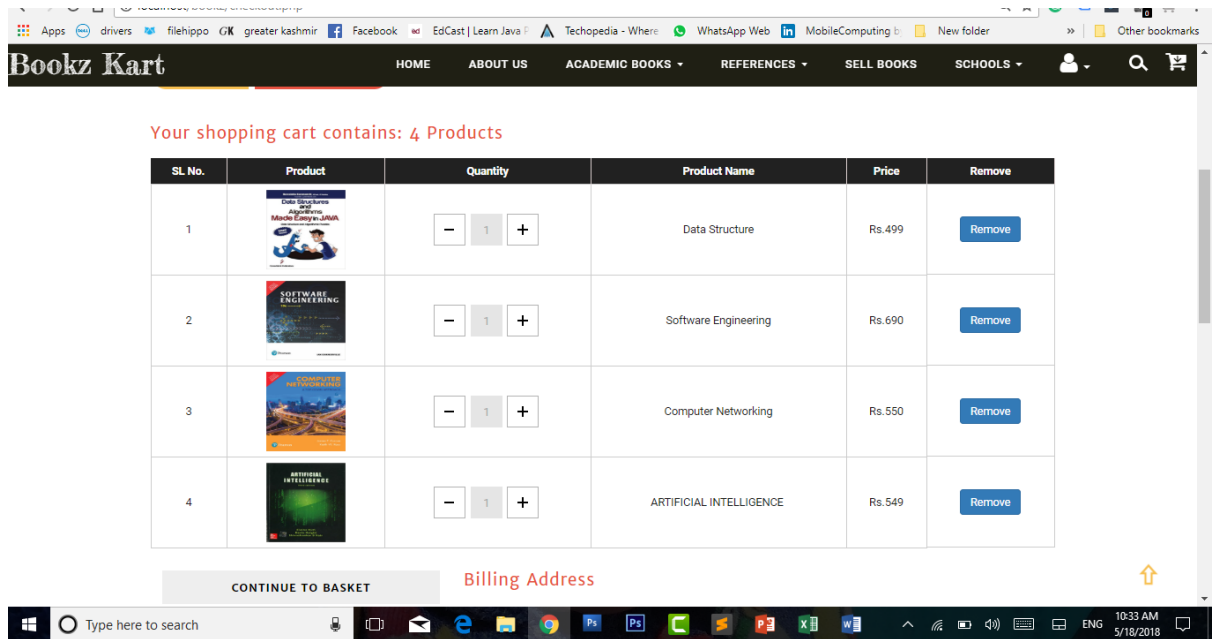 Apps drivers filehippo GK greater kashmir Facebook EdCast | Learn Java P Techopedia - Where WhatsApp Web MobileComputing b New folder » Other bookmarks
Bookz Kart HOME ABOUT US ACADEMIC BOOKS REFERENCES SELL BOOKS SCHOOLS
Your shopping cart contains: 4 Products
SL No. Product Quantity Product Name Price Remove
Data Structures
and
Algorithms
Made Easy in JAVA
1 − 1 + Data Structure Rs.499 Remove
SOFTWARE
ENGINEERING
2 − 1 + Software Engineering Rs.690 Remove
COMPUTER
NETWORKING
3 − 1 + Computer Networking Rs.550 Remove
ARTIFICIAL
INTELLIGENCE
4 − 1 + ARTIFICIAL INTELLIGENCE Rs.549 Remove
CONTINUE TO BASKET Billing Address
Type here to search ENG 10:33 AM
5/18/2018